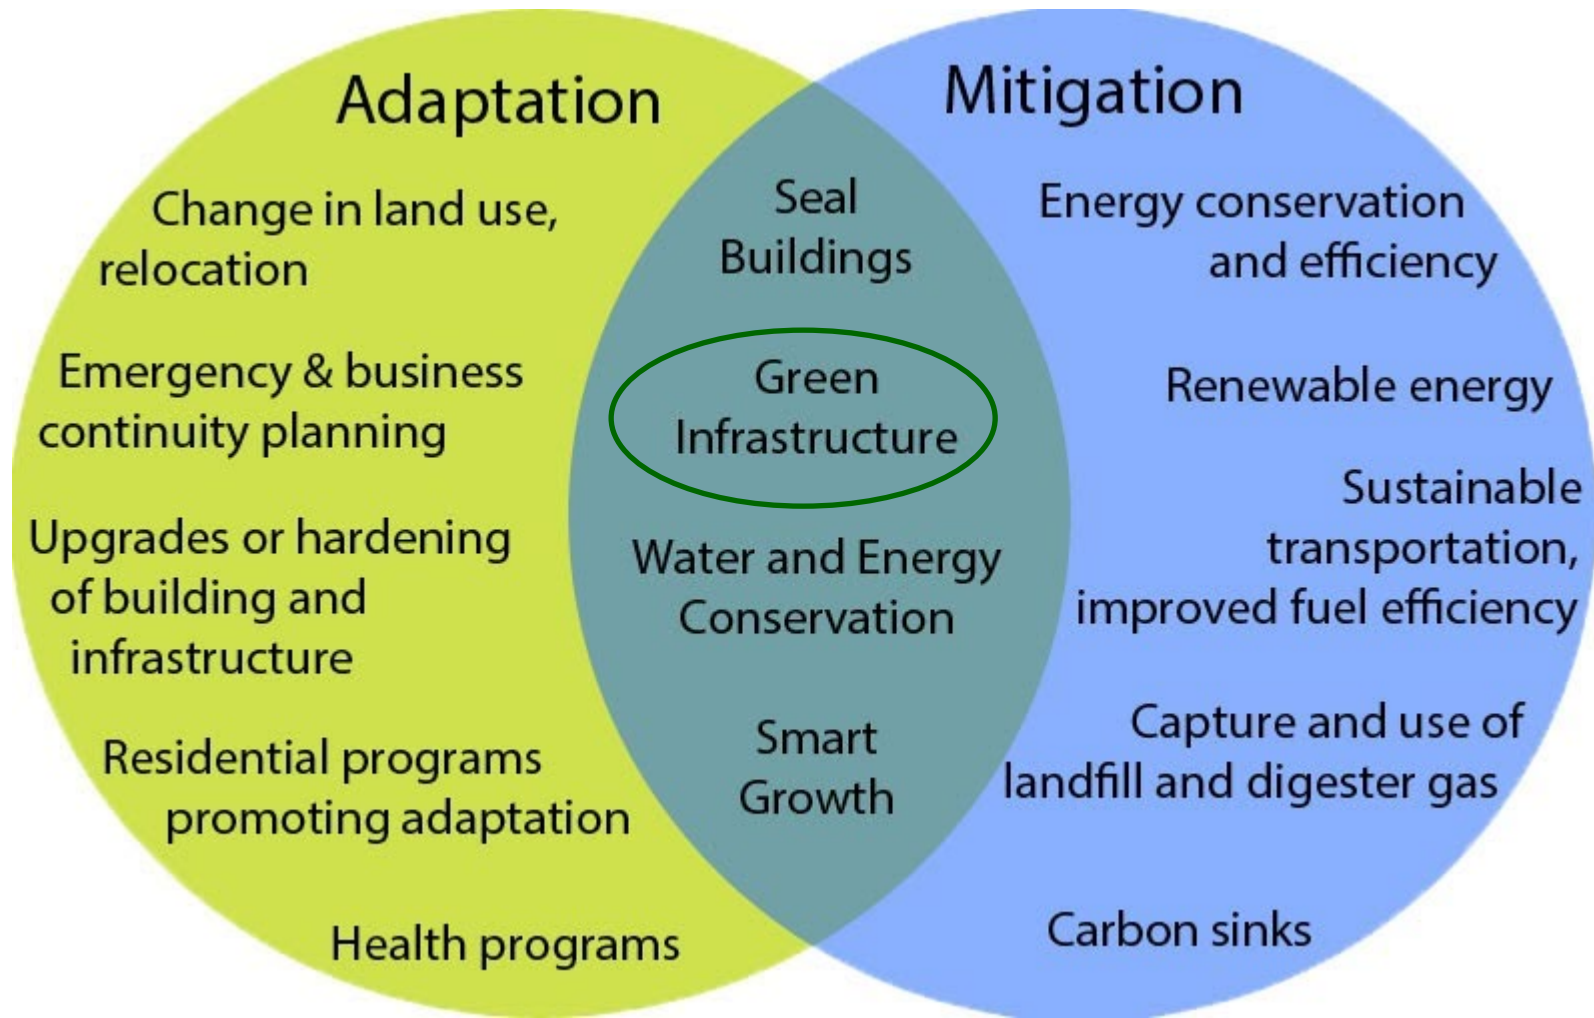 Adaptation
Change in land use,
relocation
Emergency & business
continuity planning
Upgrades or hardening
of building and
infrastructure
Residential programs
promoting adaptation
Health programs
Seal
Buildings
Green
Infrastructure
Water and Energy
Conservation
Smart
Growth
Mitigation
Energy conservation
and efficiency
Renewable energy
Sustainable
transportation,
improved fuel efficiency
Capture and use of
landfill and digester gas
Carbon sinks